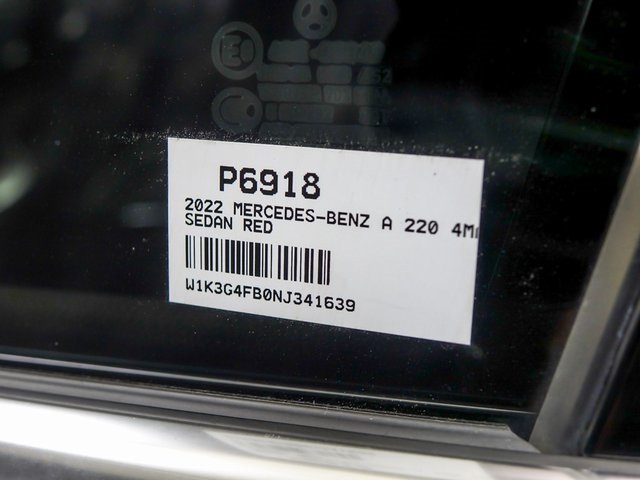 P6918
2022 MERCEDES-BENZ A 220 4M
SEDAN RED
W1K3G4FB0NJ341639